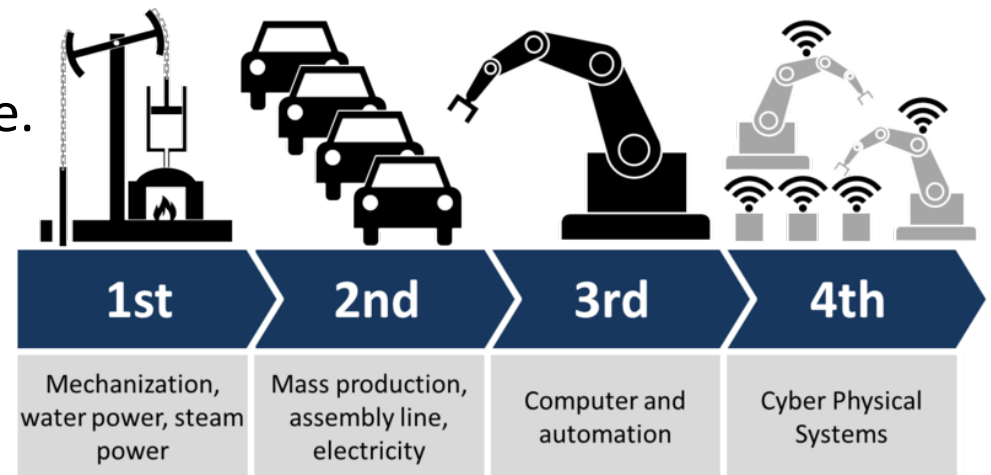 e.
1st
2nd
3rd
4th
Mechanization,
water power, steam
power
Mass production,
assembly line,
electricity
Computer and
automation
Cyber Physical
Systems